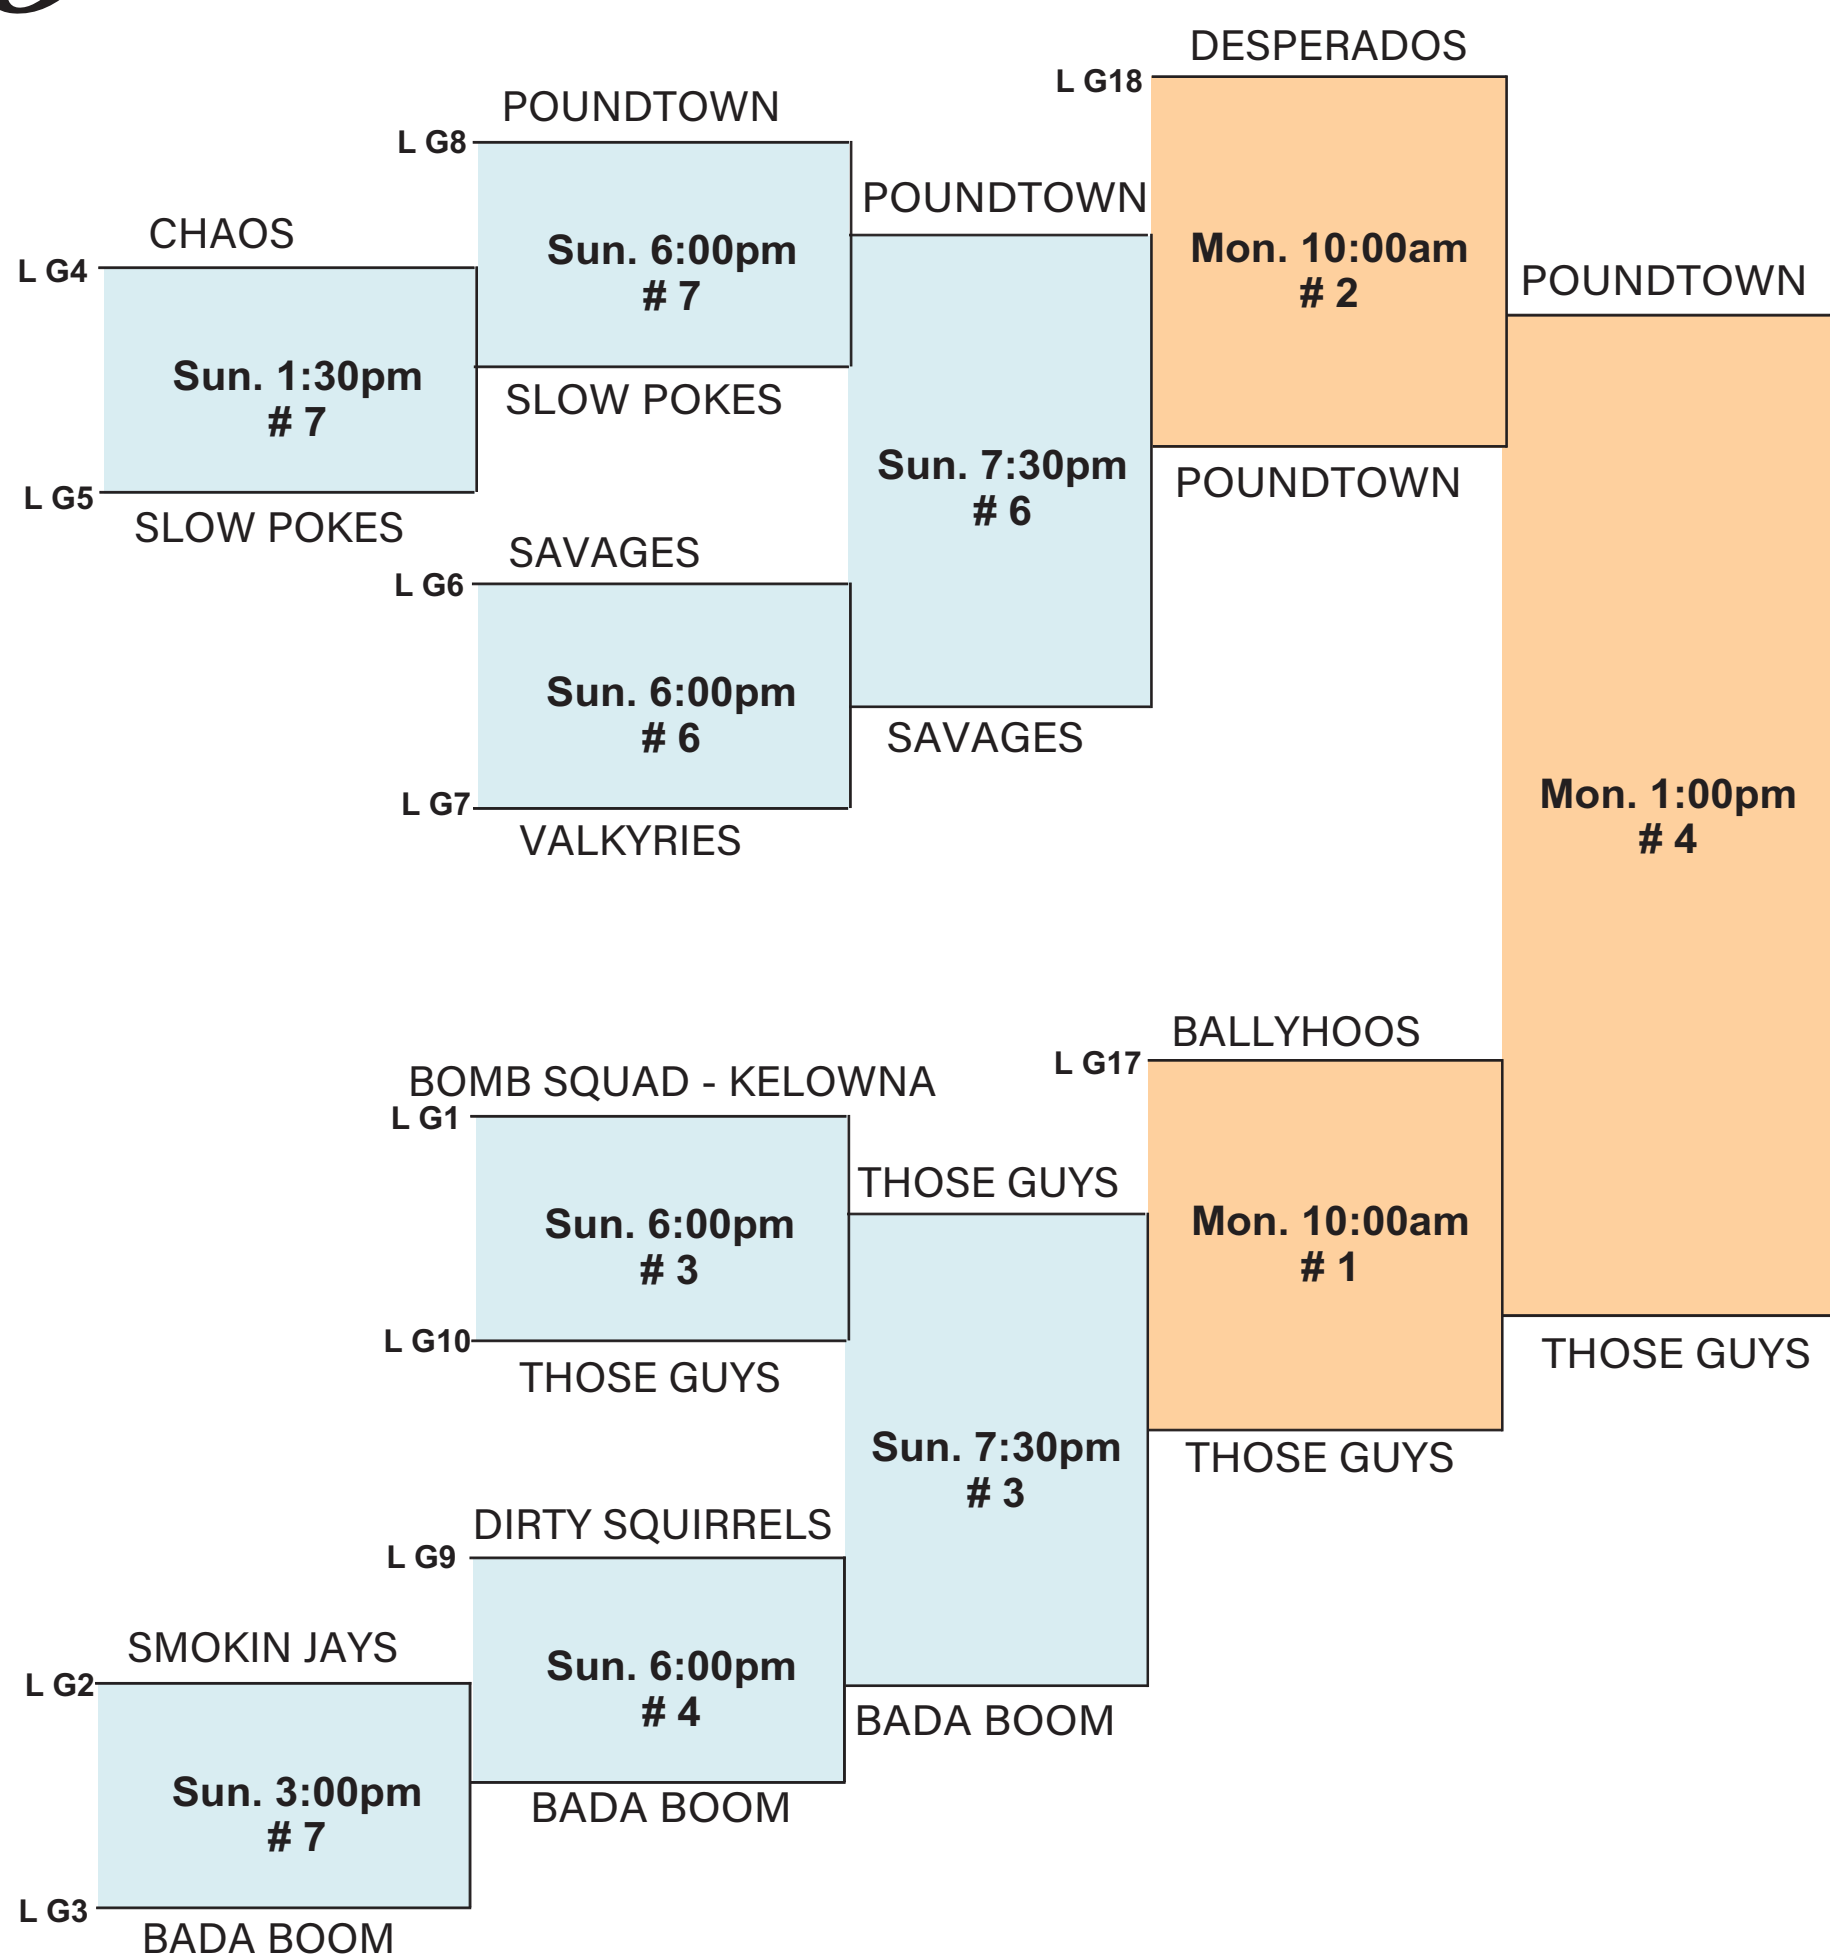 DESPERADOS
L G18
POUNDTOWN
L G8
POUNDTOWN
CHAOS
L G4
Sun. 6:00pm
# 7
Mon. 10:00am
# 2
POUNDTOWN
Sun. 1:30pm
# 7
SLOW POKES
L G5
SLOW POKES
Sun. 7:30pm
# 6
POUNDTOWN
SAVAGES
L G6
Sun. 6:00pm
# 6
SAVAGES
L G7
VALKYRIES
Mon. 1:00pm
# 4
BALLYHOOS
L G17
BOMB SQUAD - KELOWNA
L G1
THOSE GUYS
Sun. 6:00pm
# 3
Mon. 10:00am
# 1
L G10
THOSE GUYS
THOSE GUYS
Sun. 7:30pm
# 3
THOSE GUYS
DIRTY SQUIRRELS
L G9
SMOKIN JAYS
L G2
Sun. 6:00pm
# 4
BADA BOOM
Sun. 3:00pm
# 7
BADA BOOM
L G3
BADA BOOM